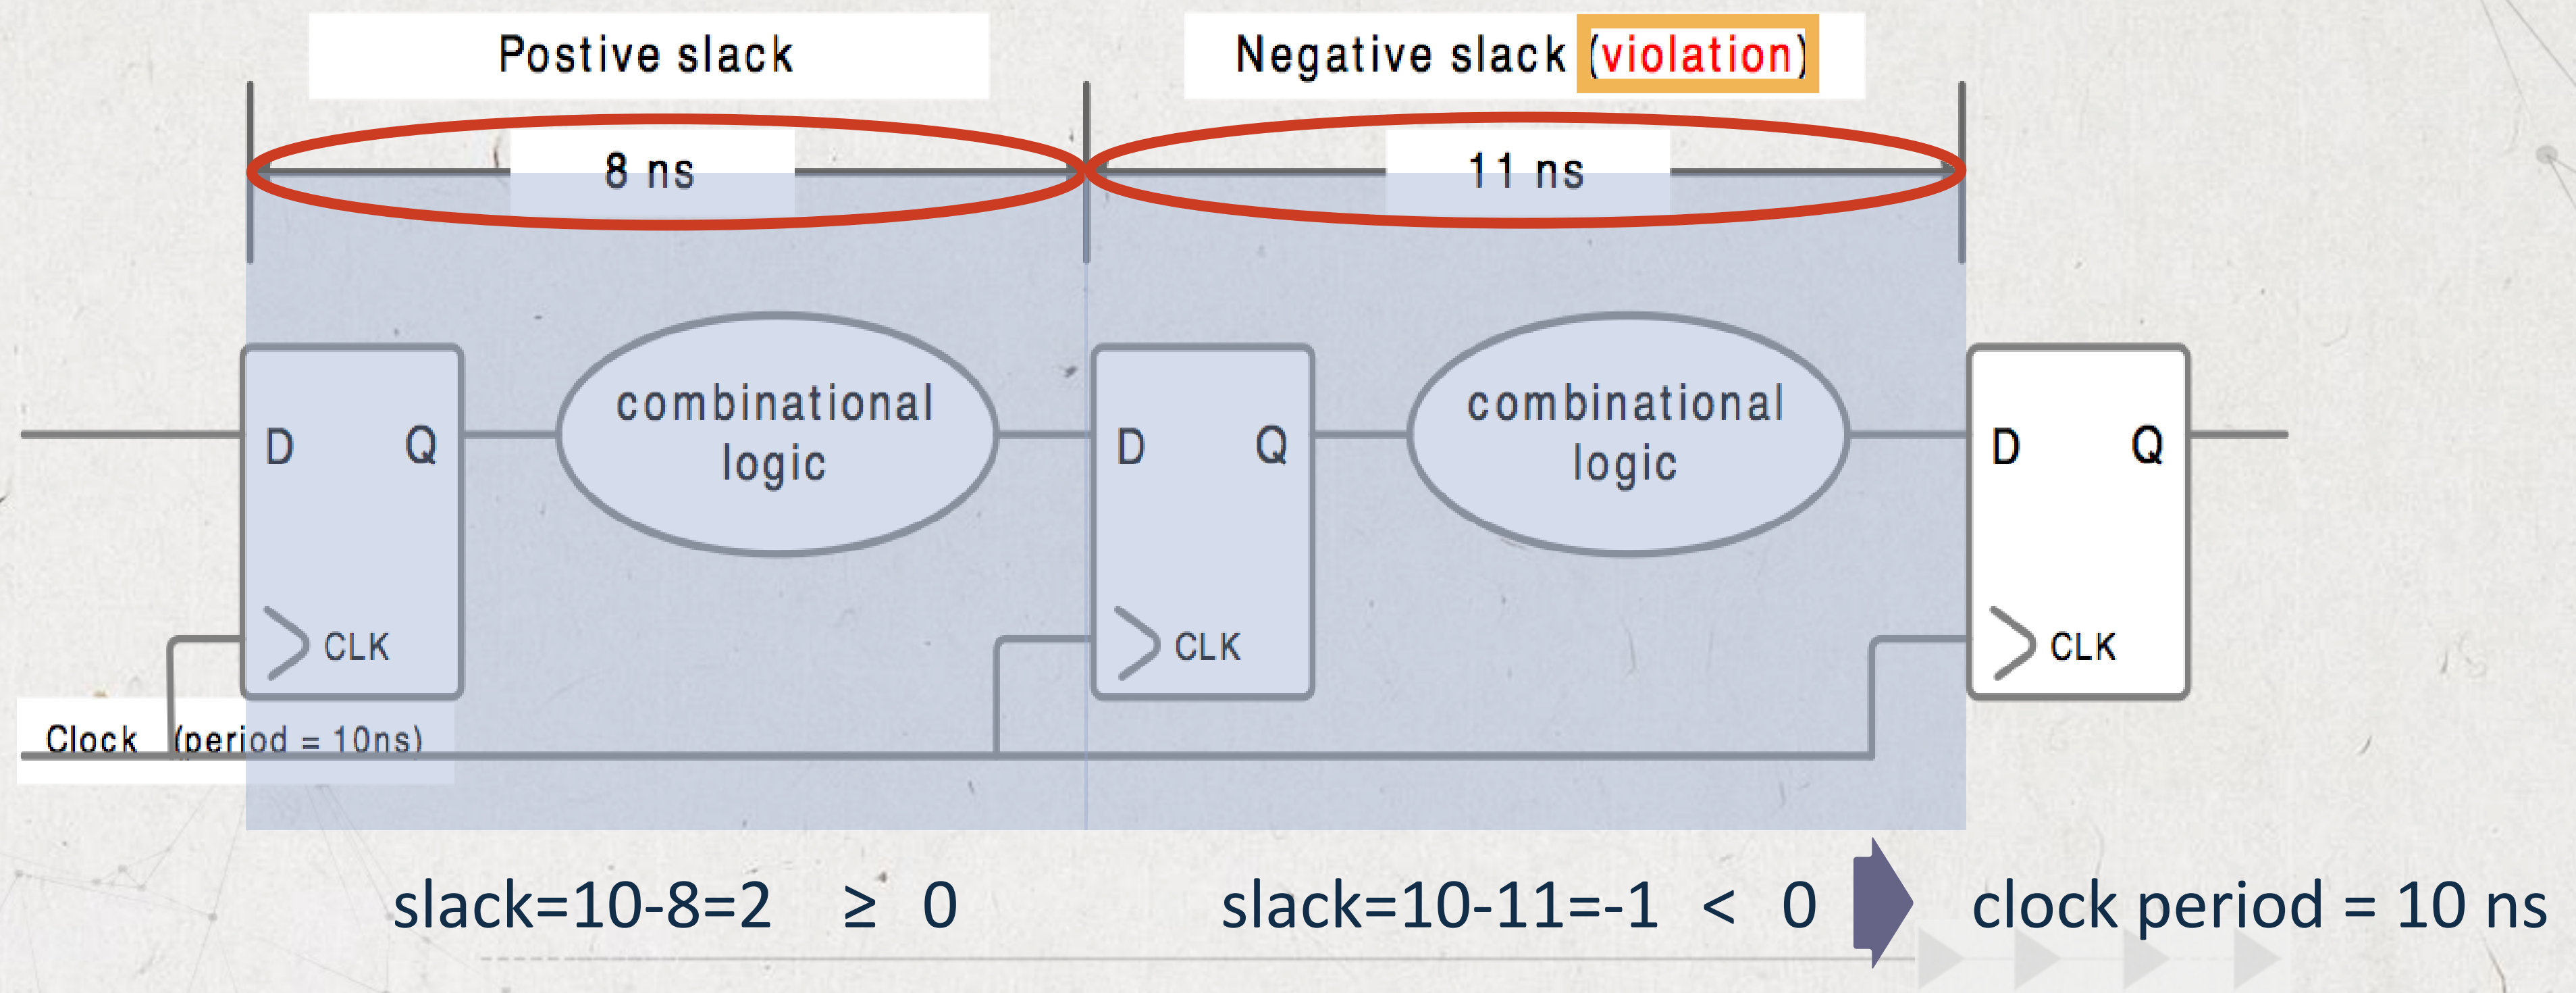 Postive slack
Negative slack (violation)
8 ns
11 ns
combinational
logic
combinational
logic
D Q
D Q
D Q
CLK
CLK
CLK
Clock (period = 10ns)
slack=10-8=2 ≥ 0
slack=10-11=-1 < 0
clock period = 10 ns